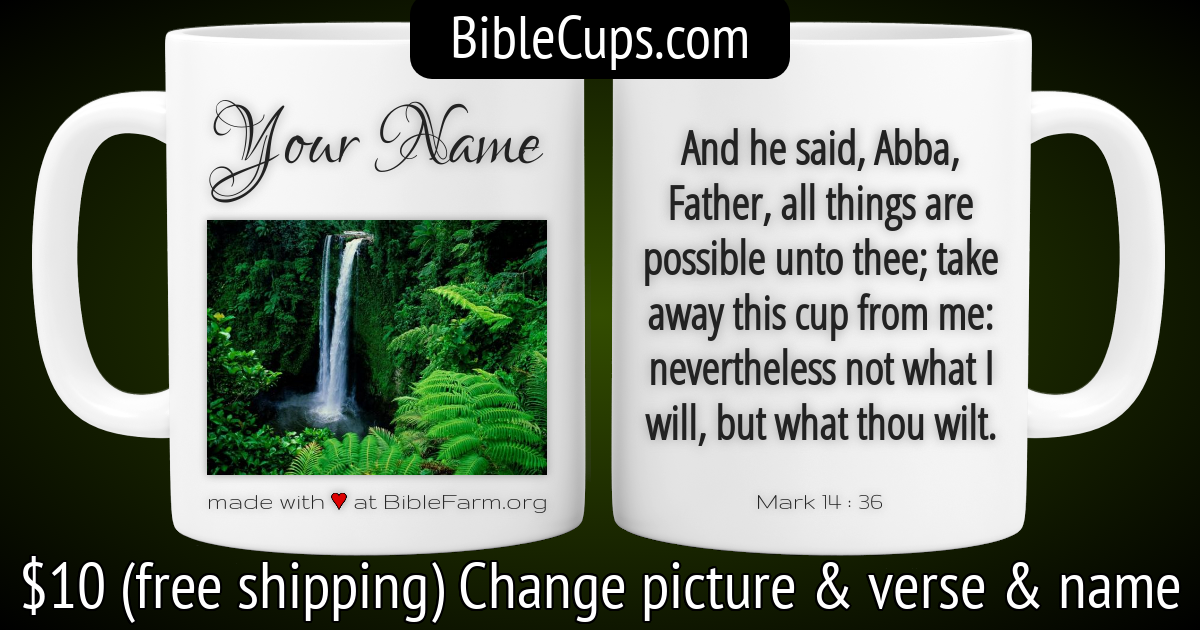 BibleCups.com
Your Name
made with ♥ at BibleFarm.org
And he said, Abba,
Father, all things are
possible unto thee; take
away this cup from me:
nevertheless not what I
will, but what thou wilt.
Mark 14 : 36
$10 (free shipping) Change picture & verse & name